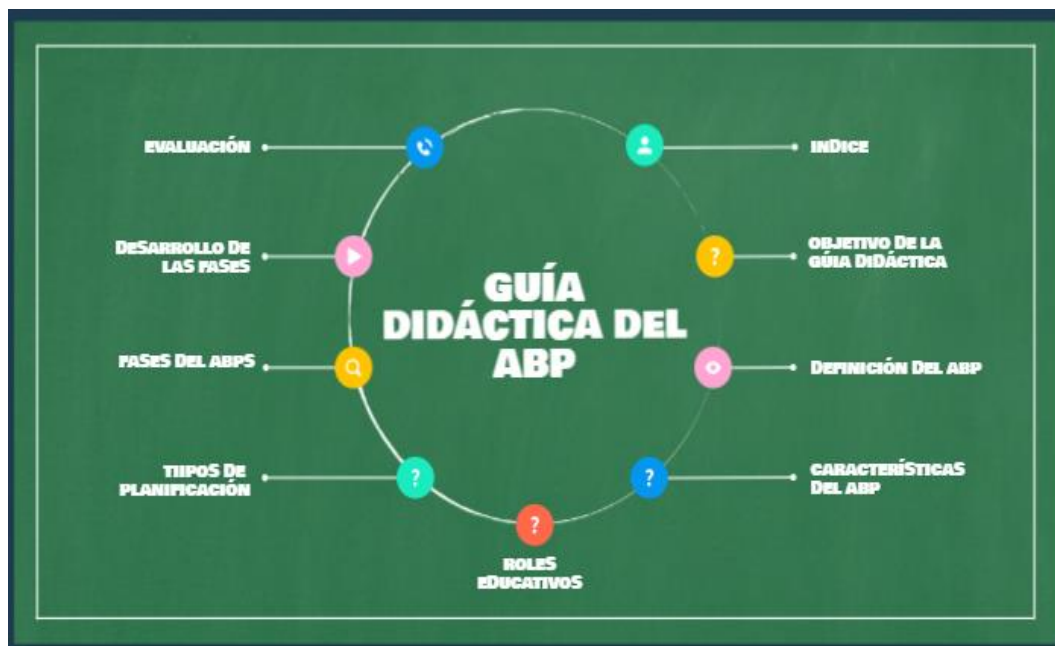 GUÍA
DIDÁCTICA DEL
ABP
INDICE
OBJETIVO DE LA
GÚIA DIDÁCTICA
DEFINICIÓN DEL ABP
CARACTERÍSTICAS
DEL ABP
ROLES
EDUCATIVOS
TIIPOS DE
PLANIFICACIÓN
FASES DEL ABPS
DESARROLLO DE
LAS FASES
EVALUACIÓN